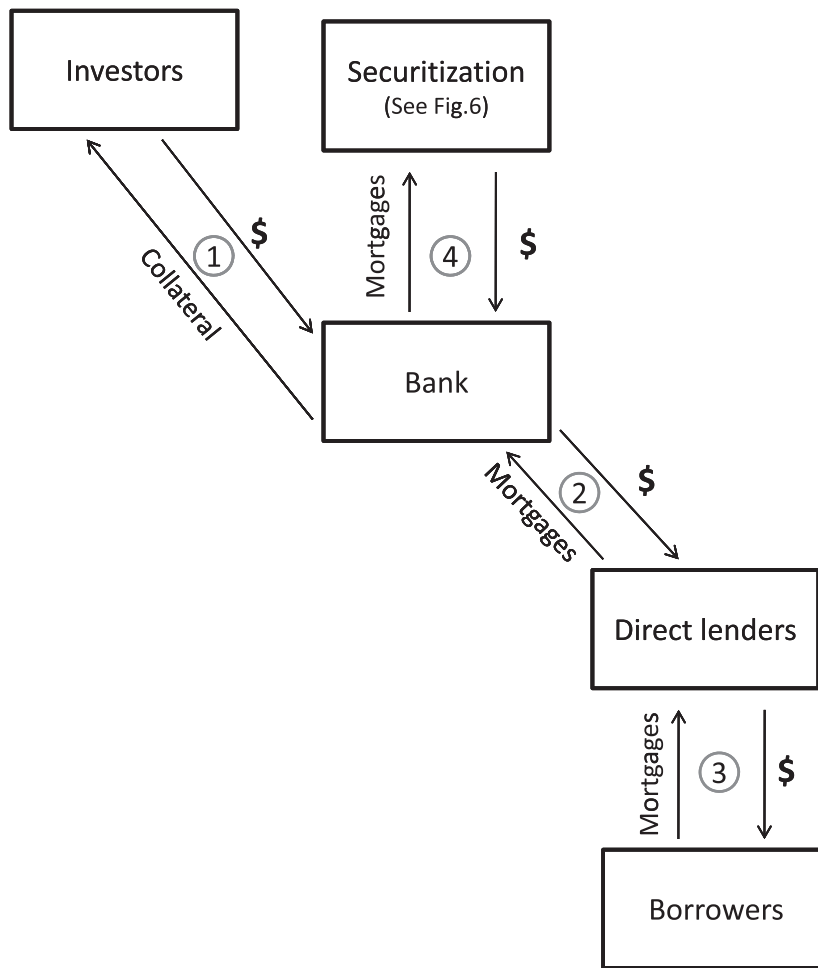 Investors
Securitization
(See Fig.6)
$
1
Collateral
Mortgages
4
$
Bank
$
2
Mortgages
Direct lenders
Mortgages
3
$
Borrowers